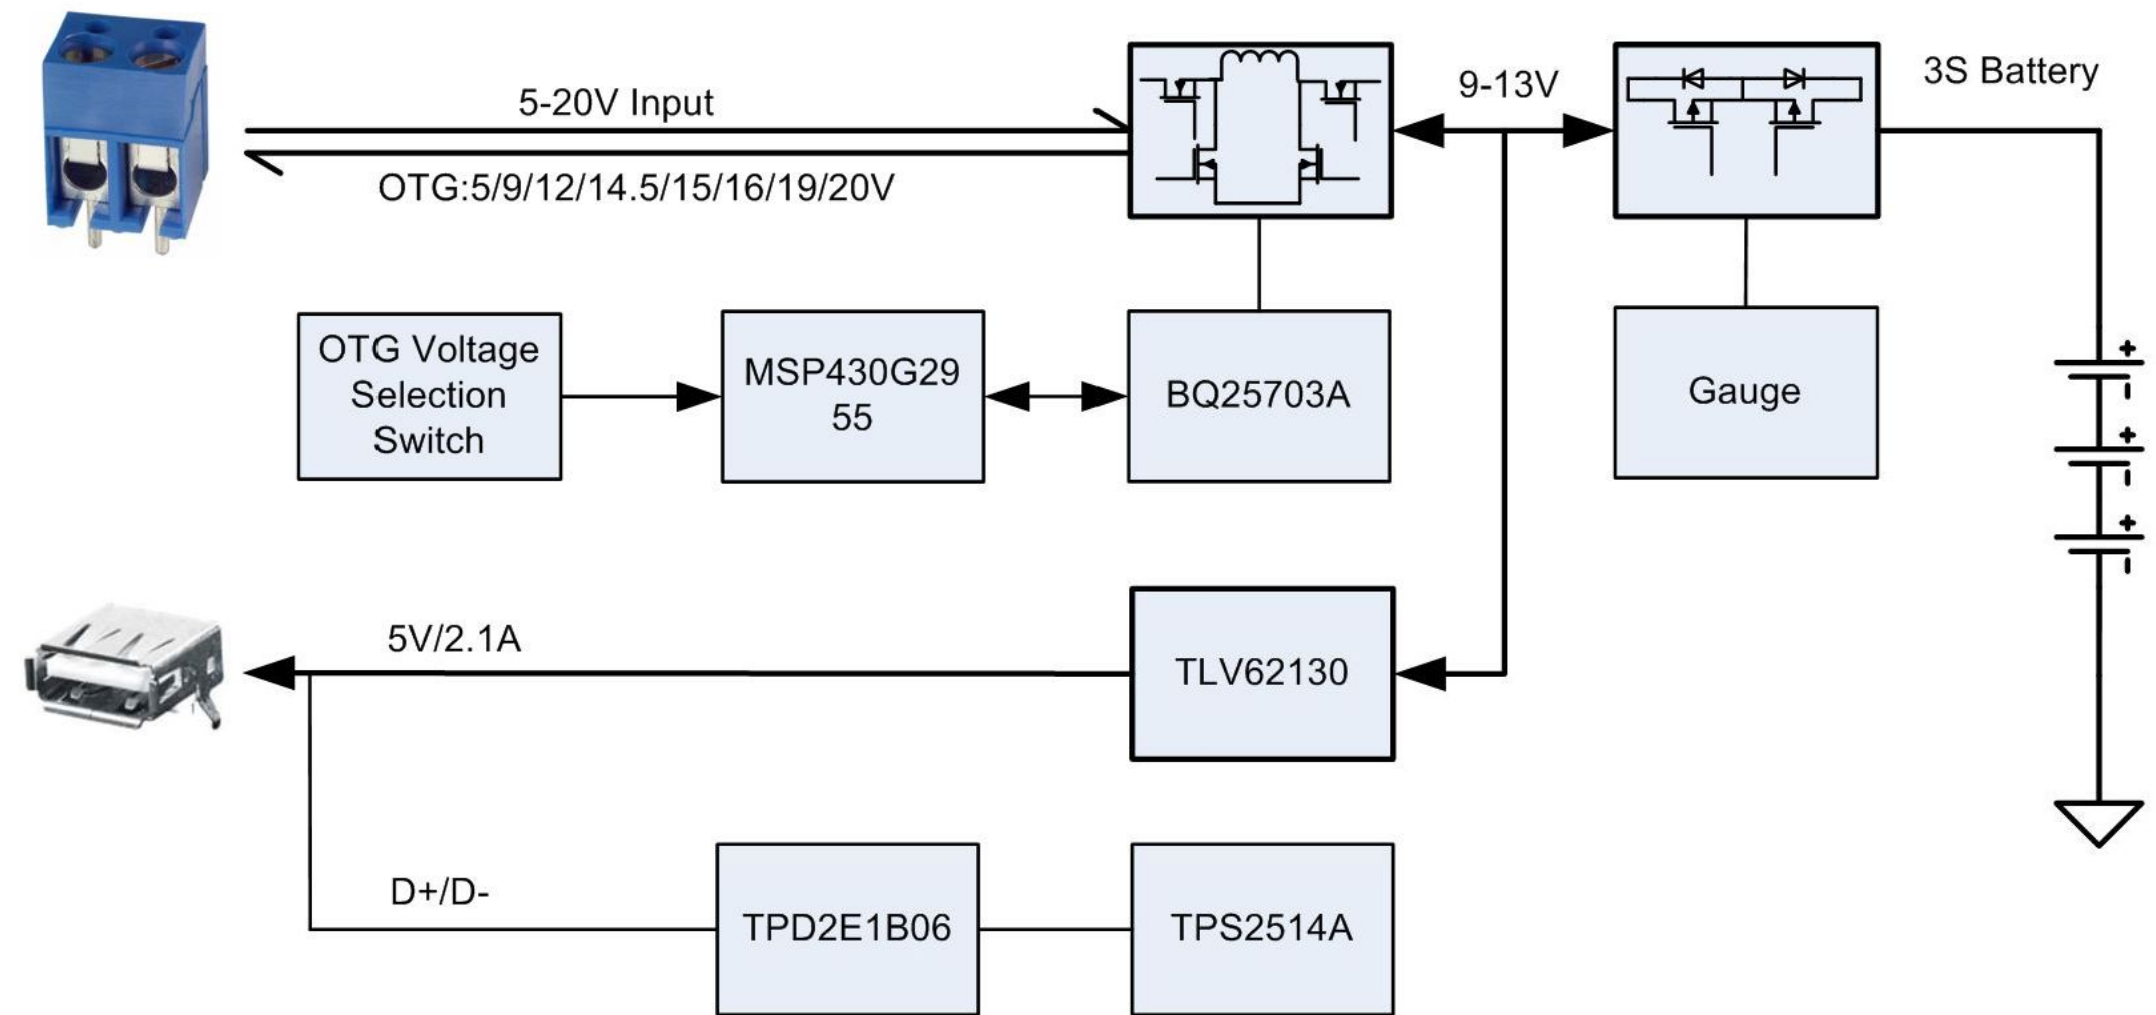 5-20V Input
OTG:5/9/12/14.5/15/16/19/20V
9-13V
3S Battery
OTG Voltage
Selection
Switch
MSP430G29
55
BQ25703A
Gauge
+
-
+
-
+
-
5V/2.1A
TLV62130
D+/D-
TPD2E1B06
TPS2514A